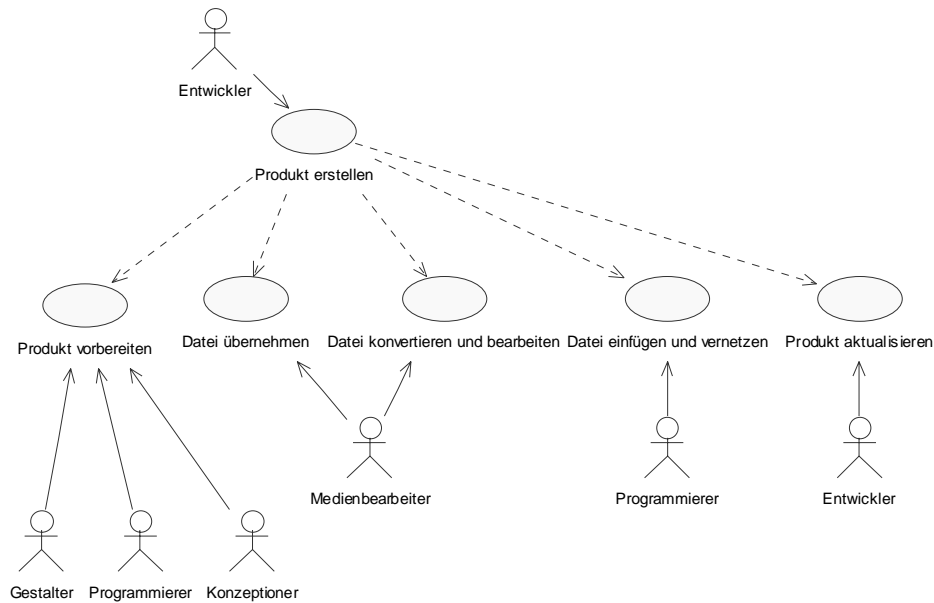 Entwickler
Produkt erstellen
Produkt vorbereiten
Datei übernehmen
Datei konvertieren und bearbeiten
Datei einfügen und vernetzen
Produkt aktualisieren
Medienbearbeiter
Programmierer
Entwickler
Gestalter
Programmierer
Konzeptioner